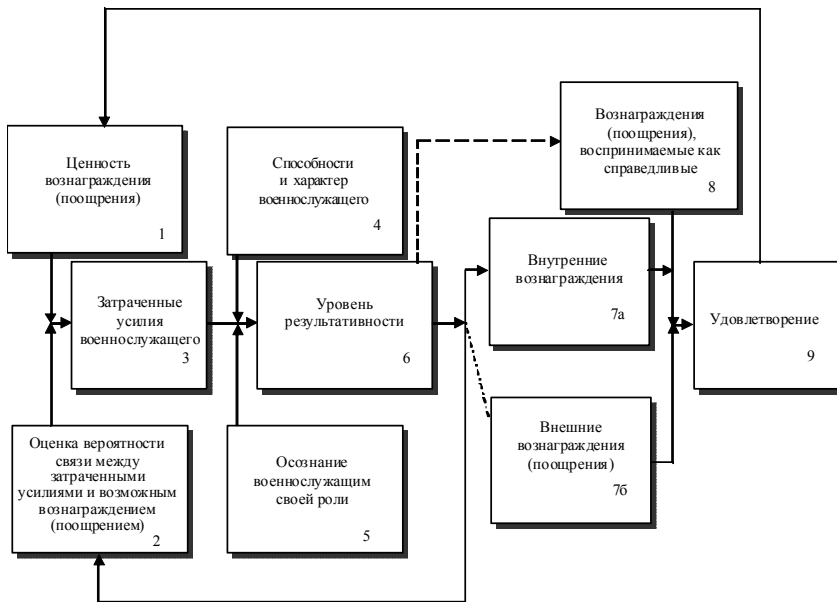 Ценность
вознаграждения
(поощрения)
1
Оценка вероятности
связи между
затраченными
усилиями и возможным
вознаграждением
(поощрением)
2
Затраченные
усилия
военнослужащего
3
Способности
и характер
военнослужащего
4
Осознание
военнослужащим
своей роли
5
Уровень
результативности
6
Внутренние
вознаграждения
7а
Внешние
вознаграждения
(поощрения)
7б
Вознаграждения
(поощрения),
воспринимаемые как
справедливые
8
Удовлетворение
9